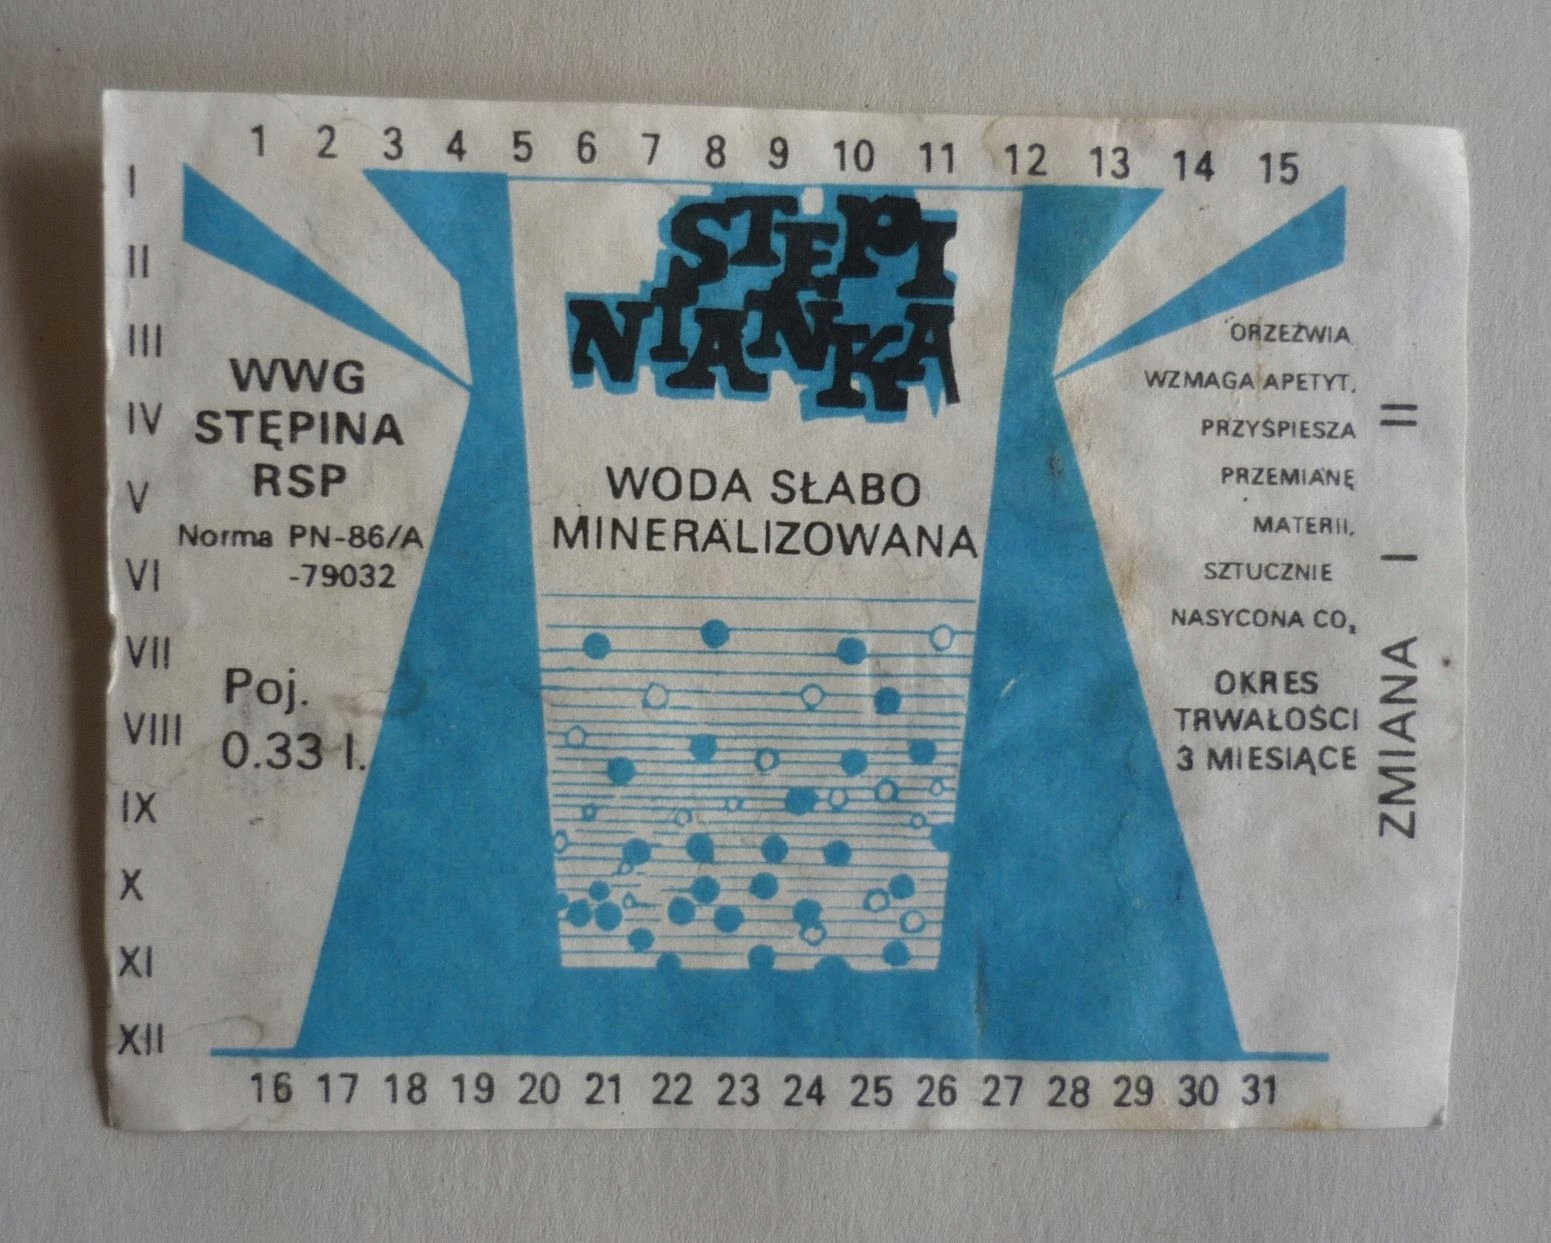 1 2 3 4 5 6 7 8 9 10 11 12 13 14 15
I
II
III
IV
V
VI
VII
VIII
IX
X
XI
XII
WWG
STĘPINA
RSP
Norma PN-86/A
-79032
Poj.
0.33 l.
STĘPI
NIANKA
WODA SŁABO
MINERALIZOWANA
ORZEŹWIA
WZMAGA APETYT,
PRZYŚPIESZA
PRZEMIANĘ
MATERII,
SZTUCZNIE
NASYCONA CO₂
OKRES
TRWAŁOŚCI
3 MIESIĄCE
ZMIANA I II
16 17 18 19 20 21 22 23 24 25 26 27 28 29 30 31